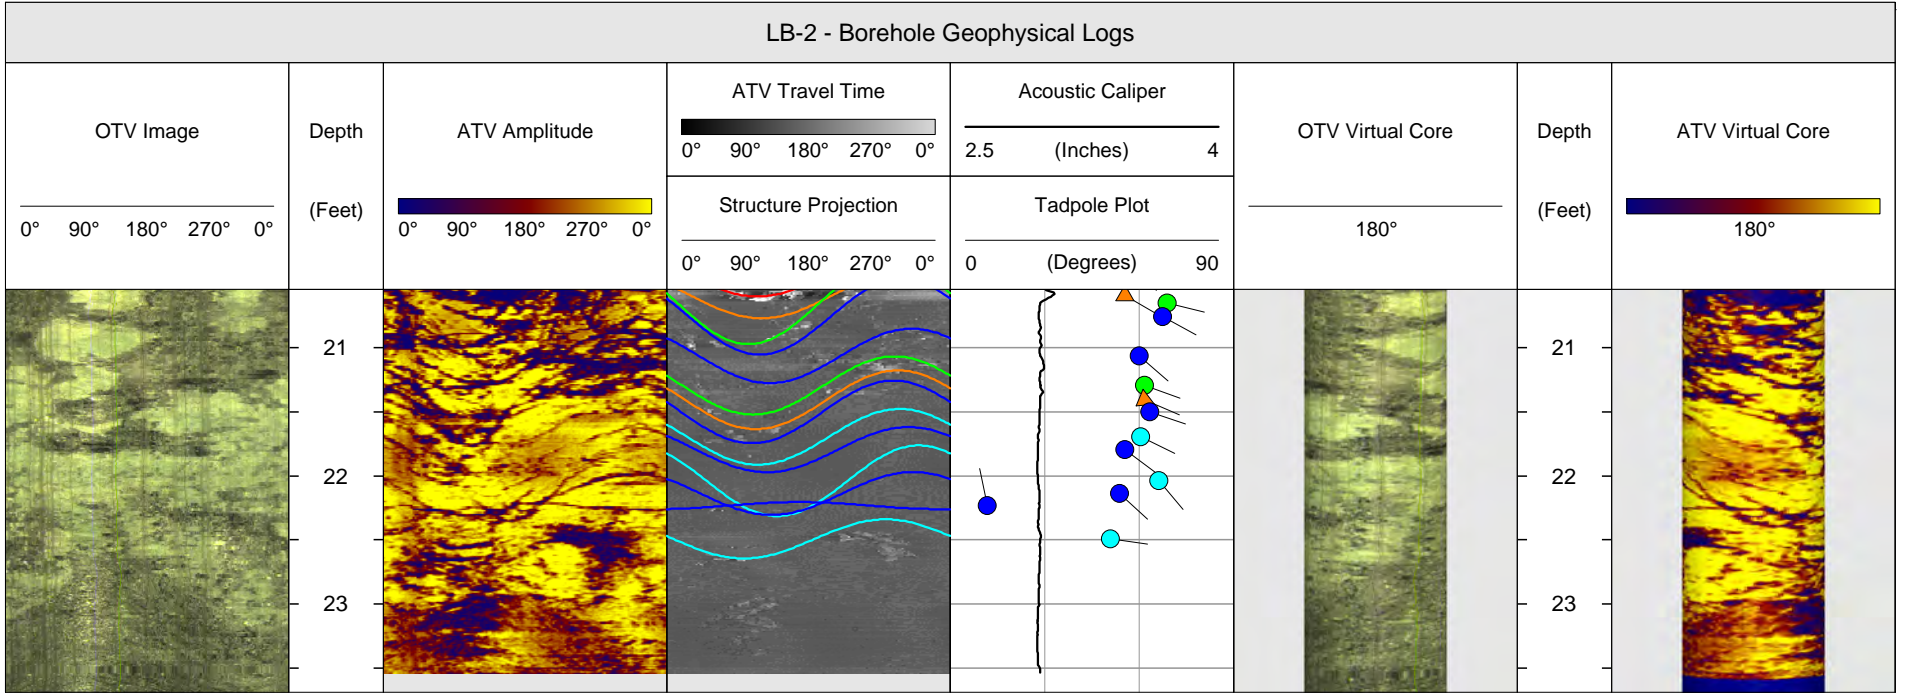 LB-2 - Borehole Geophysical Logs
OTV Image
0° 90° 180° 270° 0°
Depth
(Feet)
ATV Amplitude
0° 90° 180° 270° 0°
ATV Travel Time
0° 90° 180° 270° 0°
Structure Projection
0° 90° 180° 270° 0°
Acoustic Caliper
2.5 (Inches) 4
Tadpole Plot
0 (Degrees) 90
OTV Virtual Core
180°
Depth
(Feet)
ATV Virtual Core
180°
21
22
23
21
22
23